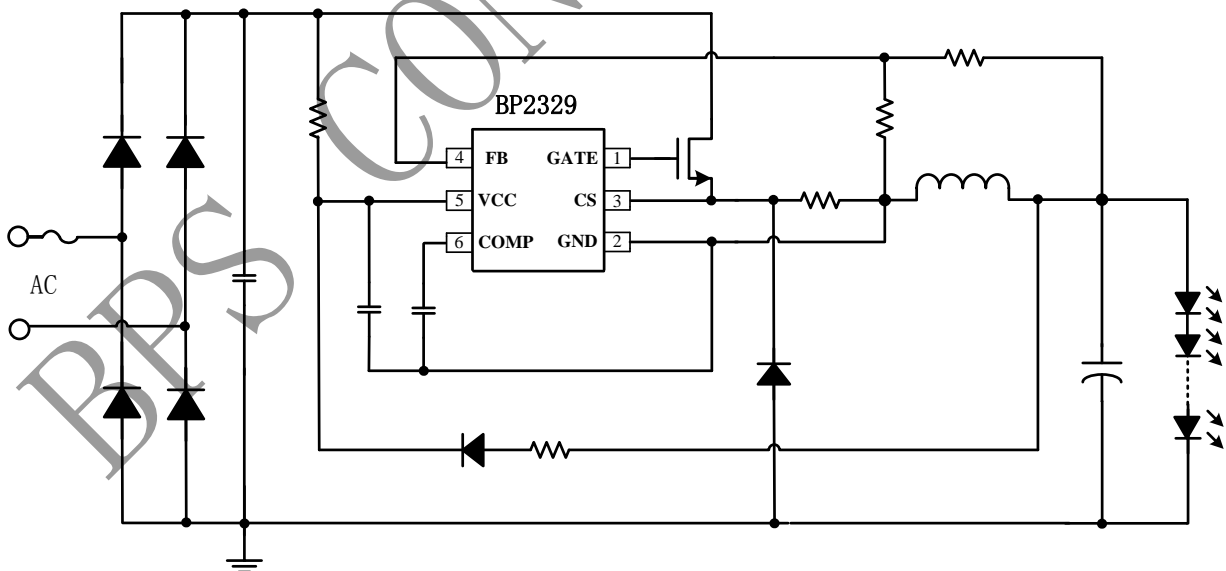 BP2329
4 FB GATE 1
5 VCC CS 3
6 COMP GND 2
AC
BPS CON